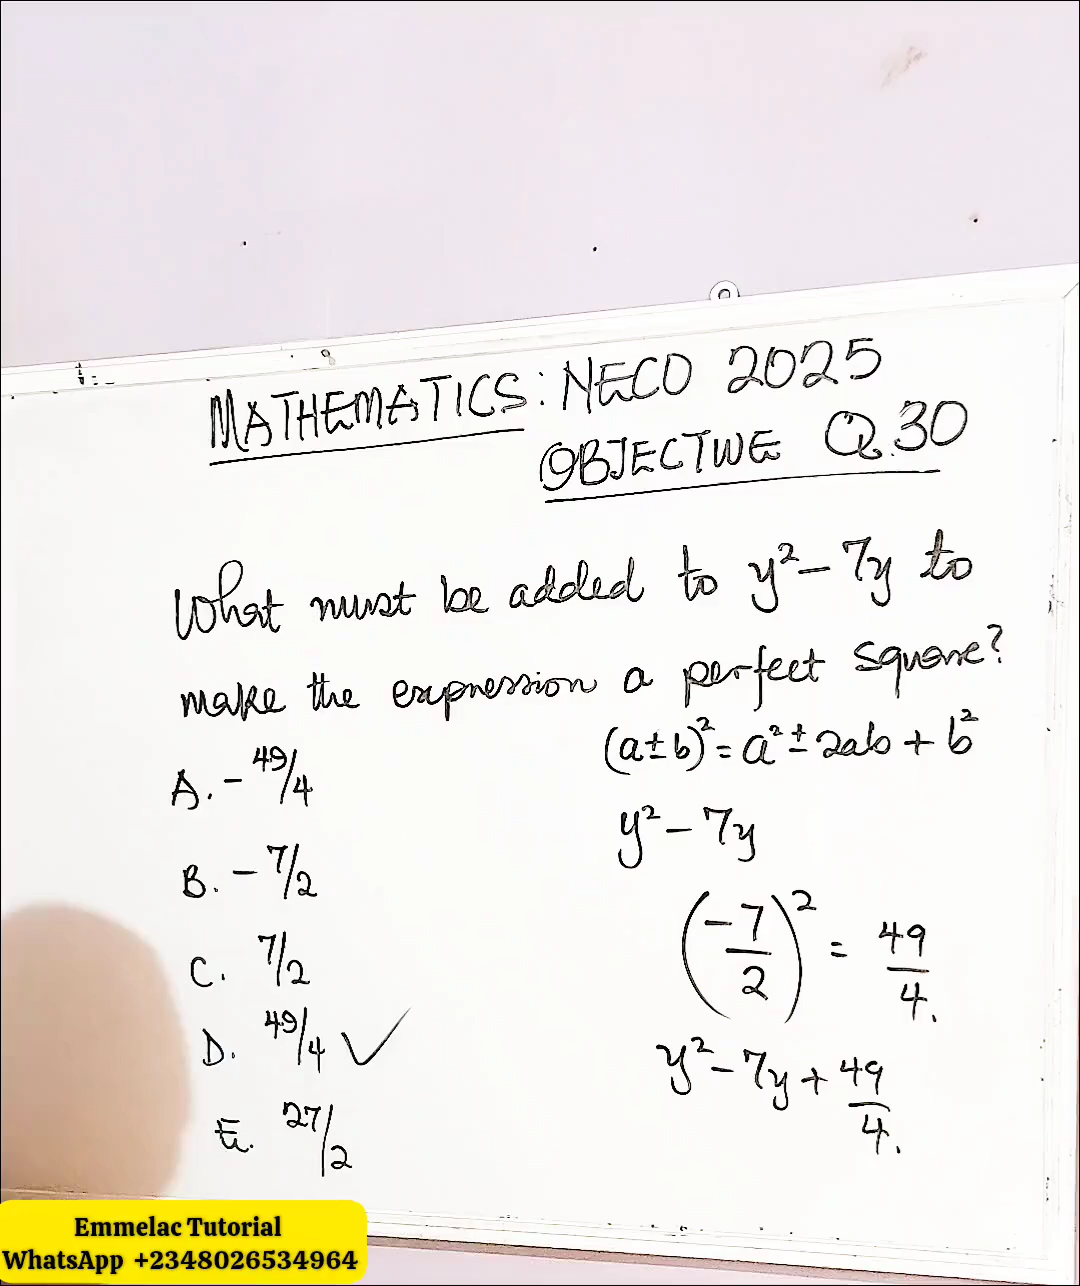 MATHEMATICS: NECO 2025
OBJECTIVE Q.30
What must be added to y² – 7y to
make the expression a perfect square?
(a±b)² = a² ± 2ab + b²
A. – 49/4
y² – 7y
B. – 7/2
(–7/2)² = 49/4.
C. 7/2
D. 49/4 ✓
y² – 7y + 49/4.
E. 27/2
Emmelac Tutorial
WhatsApp +2348026534964